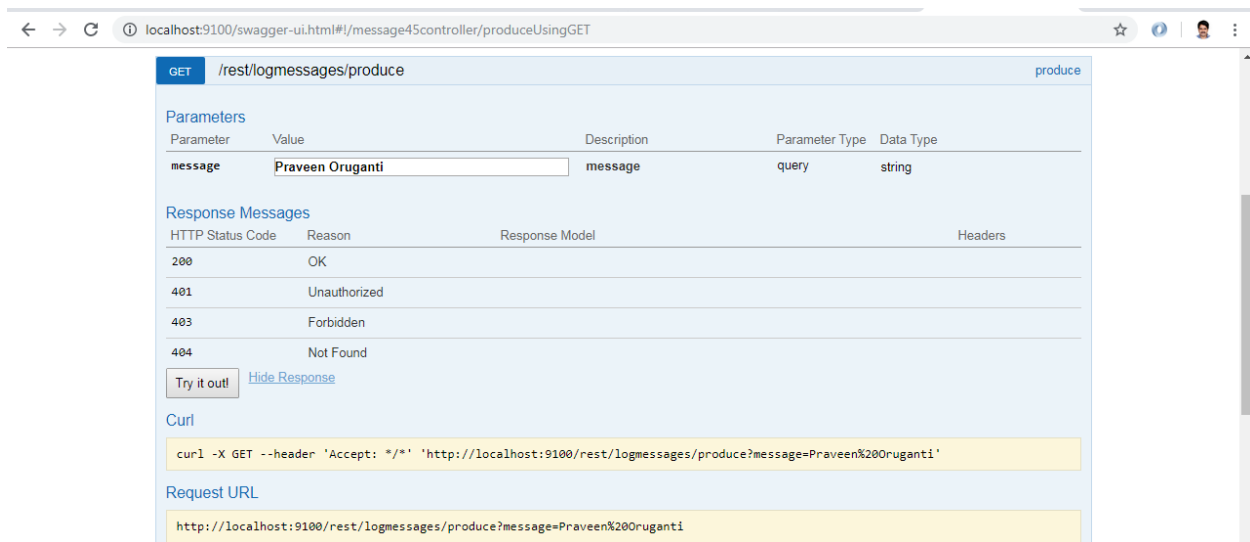 localhost:9100/swagger-ui.html#!/message45controller/produceUsingGET
GET /rest/logmessages/produce produce
Parameters
Parameter Value Description Parameter Type Data Type
message Praveen Oruganti message query string
Response Messages
HTTP Status Code Reason Response Model Headers
200 OK
401 Unauthorized
403 Forbidden
404 Not Found
Try it out! Hide Response
Curl
curl -X GET --header 'Accept: */*' 'http://localhost:9100/rest/logmessages/produce?message=Praveen%20Oruganti'
Request URL
http://localhost:9100/rest/logmessages/produce?message=Praveen%20Oruganti